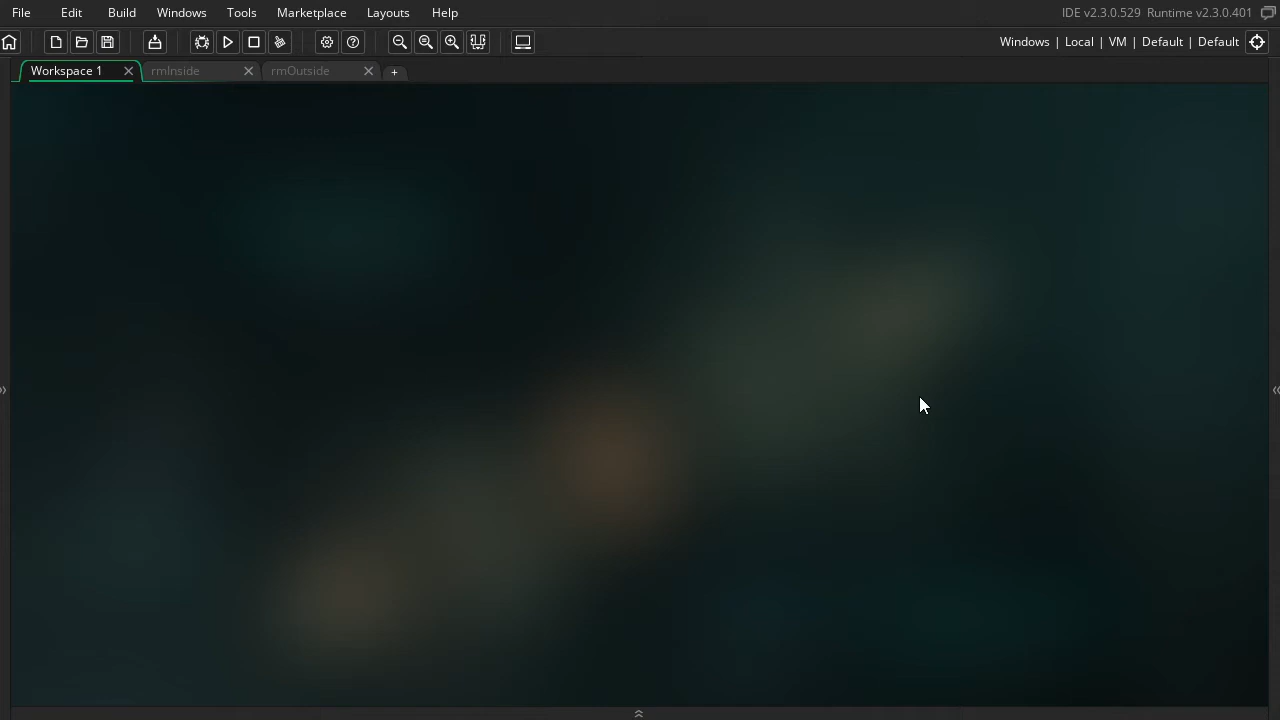 File Edit Build Windows Tools Marketplace Layouts Help IDE v2.3.0.529 Runtime v2.3.0.401
Windows | Local | VM | Default | Default
Workspace 1 rmInside rmOutside